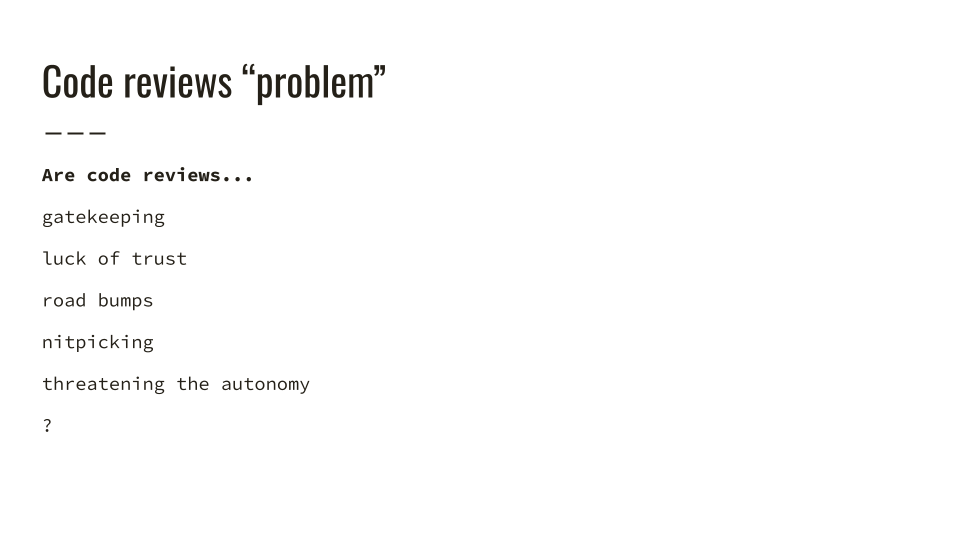 Code reviews “problem”
Are code reviews...
gatekeeping
luck of trust
road bumps
nitpicking
threatening the autonomy
?